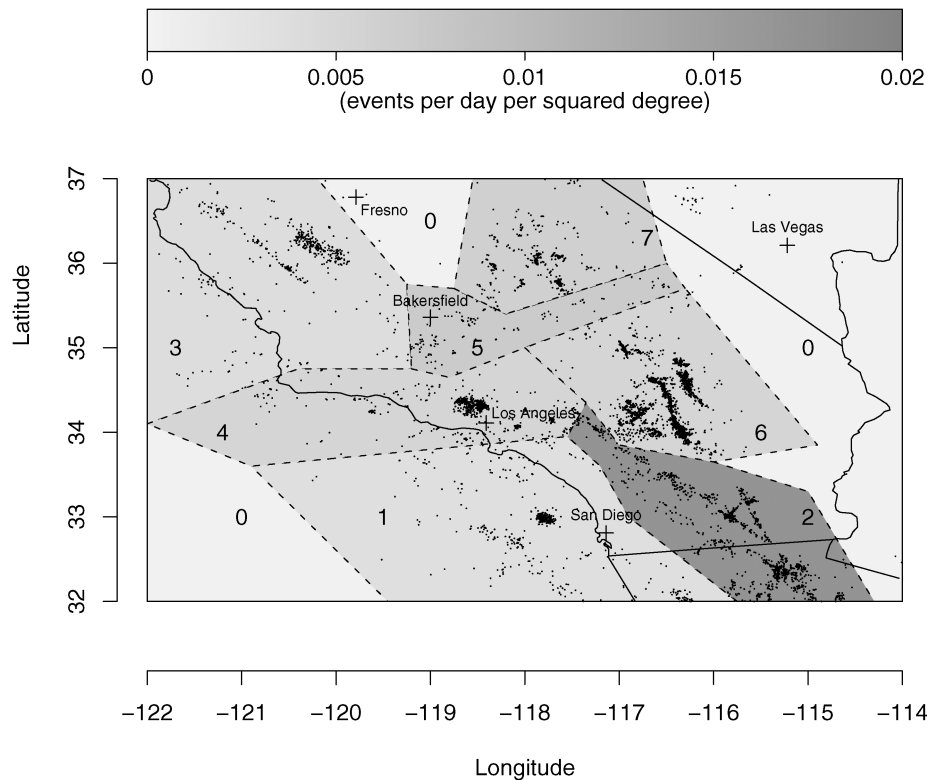 0 0.005 0.01 0.015 0.02
(events per day per squared degree)
37
36
35
34
33
32
Latitude
Fresno
0
7
Las Vegas
Bakersfield
3
5
0
Los Angeles
4
6
0
1
San Diego
2
−122 −121 −120 −119 −118 −117 −116 −115 −114
Longitude